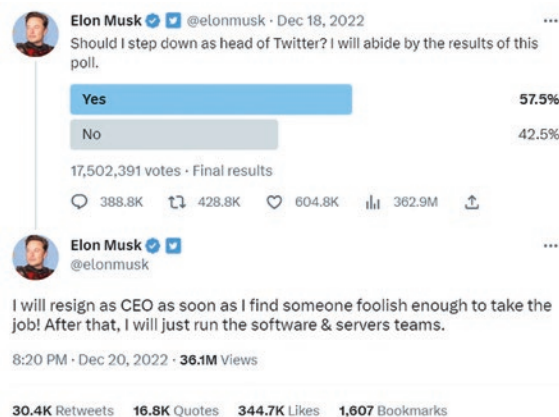 Elon Musk @elonmusk · Dec 18, 2022 ...
Should I step down as head of Twitter? I will abide by the results of this
poll.
Yes 57.5%
No 42.5%
17,502,391 votes · Final results
388.8K 428.8K 604.8K 362.9M
Elon Musk ...
@elonmusk
I will resign as CEO as soon as I find someone foolish enough to take the
job! After that, I will just run the software & servers teams.
8:20 PM · Dec 20, 2022 · 36.1M Views
30.4K Retweets 16.8K Quotes 344.7K Likes 1,607 Bookmarks